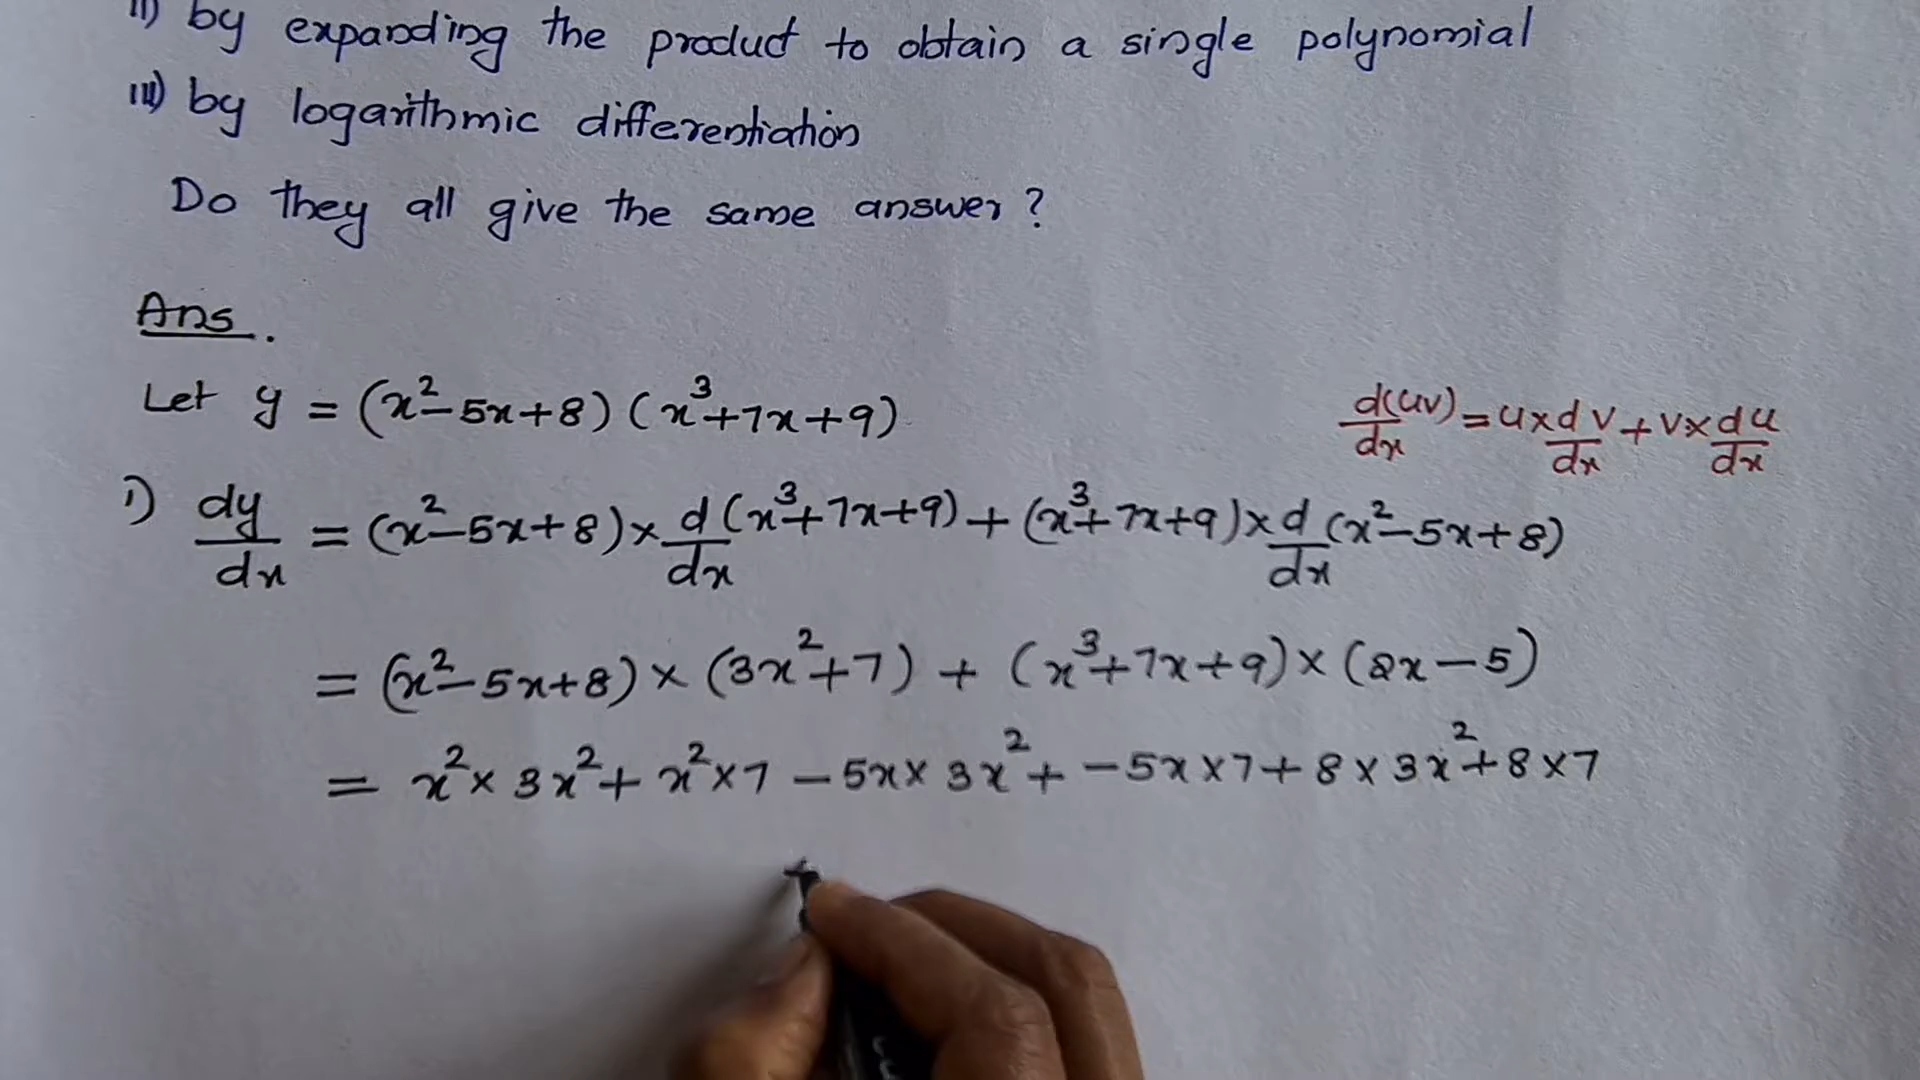 ii) by expanding the product to obtain a single polynomial
iii) by logarithmic differentiation
Do they all give the same answer?
Ans.
Let y = (x²-5x+8)(x³+7x+9)
d(uv)/dx = u×dv/dx + v×du/dx
i) dy/dx = (x²-5x+8)×d/dx(x³+7x+9)+(x³+7x+9)×d/dx(x²-5x+8)
= (x²-5x+8)×(3x²+7) + (x³+7x+9)×(2x-5)
= x²×3x²+x²×7-5x×3x²+-5x×7+8×3x²+8×7